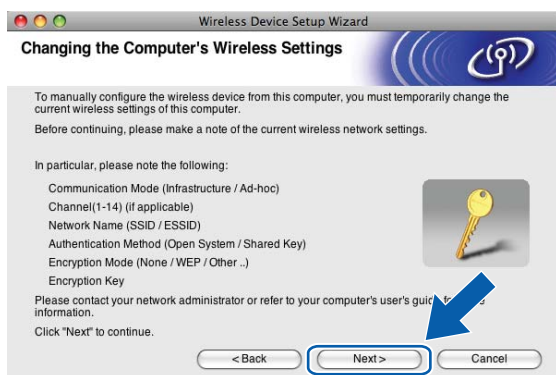 Wireless Device Setup Wizard
Changing the Computer's Wireless Settings
To manually configure the wireless device from this computer, you must temporarily change the
current wireless settings of this computer.
Before continuing, please make a note of the current wireless network settings.
In particular, please note the following:
Communication Mode (Infrastructure / Ad-hoc)
Channel(1-14) (if applicable)
Network Name (SSID / ESSID)
Authentication Method (Open System / Shared Key)
Encryption Mode (None / WEP / Other ..)
Encryption Key
Please contact your network administrator or refer to your computer's user's
information.
Click "Next" to continue.
< Back Next > Cancel